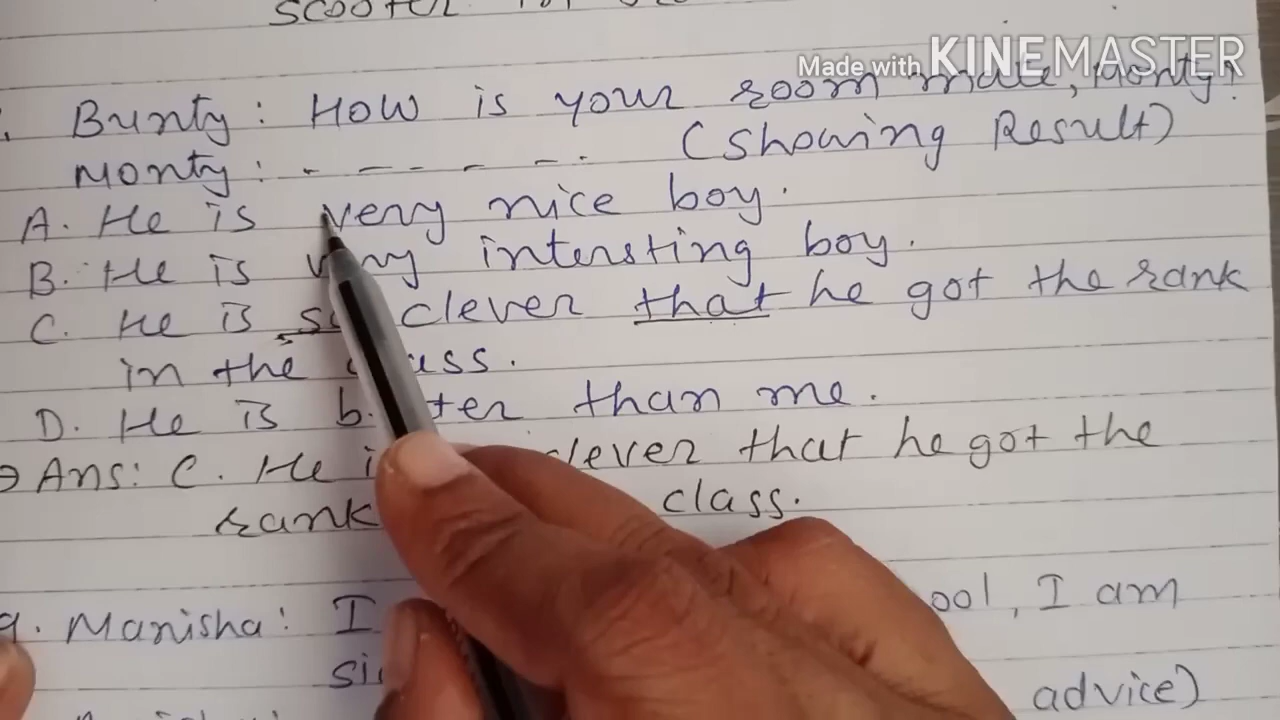 scooter
Made with KINEMASTER
Bunty: How is your room mate, Monty?
Monty: - - - - - . (Showing Result)
A. He is very nice boy.
B. He is very intersting boy.
C. He is so clever that he got the rank
in the class.
D. He is better than me.
→ Ans: C. He is clever that he got the
rank class.
9. Manisha: I ool, I am
advice)